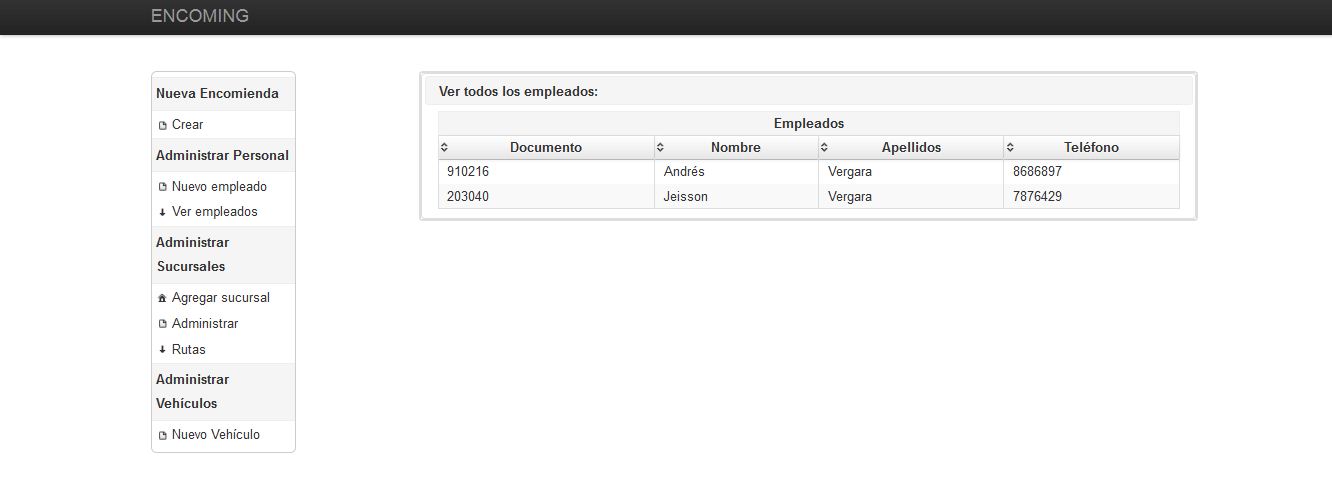 ENCOMING
Nueva Encomienda
Crear
Administrar Personal
Nuevo empleado
Ver empleados
Administrar
Sucursales
Agregar sucursal
Administrar
Rutas
Administrar
Vehículos
Nuevo Vehículo
Ver todos los empleados:
Empleados
Documento Nombre Apellidos Teléfono
910216 Andrés Vergara 8686897
203040 Jeisson Vergara 7876429